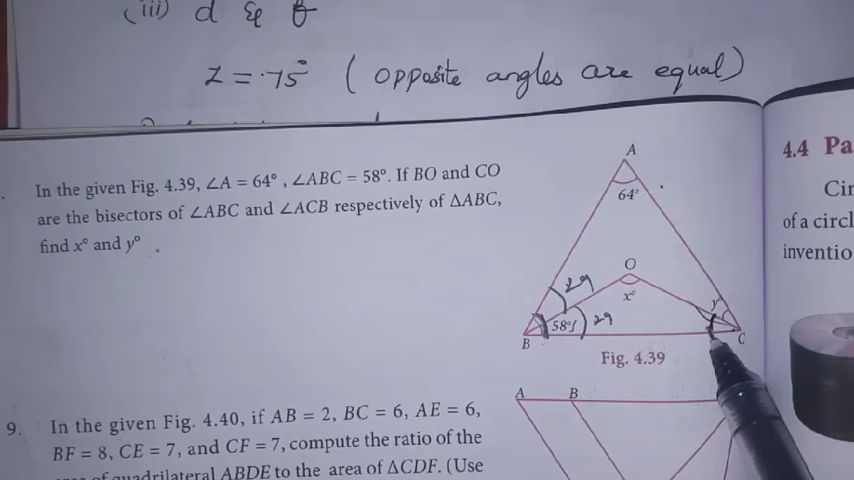 (iii) d
z = 75° ( opposite angles are equal )
In the given Fig. 4.39, ∠A = 64° , ∠ABC = 58°. If BO and CO
are the bisectors of ∠ABC and ∠ACB respectively of ΔABC,
find x° and y°
A
64°
O
x°
y°
29
29
58°
B
C
Fig. 4.39
4.4 Pa
Cir
of a circl
inventio
9. In the given Fig. 4.40, if AB = 2, BC = 6, AE = 6,
BF = 8, CE = 7, and CF = 7, compute the ratio of the
of quadrilateral ABDE to the area of ΔCDF. (Use
A B